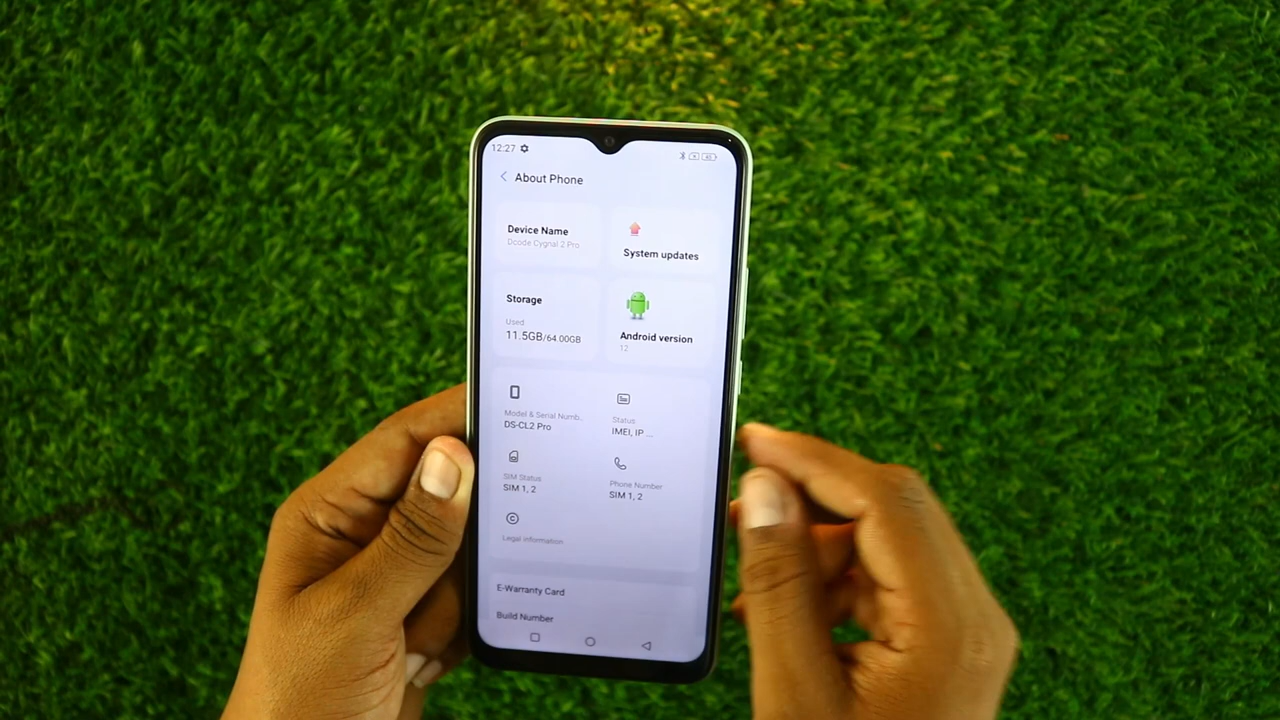 12:27
45
About Phone
Device Name
Dcode Cygnal 2 Pro
System updates
Storage
Used
11.5GB/64.00GB
Android version
12
Model & Serial Numb..
DS-CL2 Pro
Status
IMEI, IP ...
SIM Status
SIM 1, 2
Phone Number
SIM 1, 2
Legal Information
E-Warranty Card
Build Number